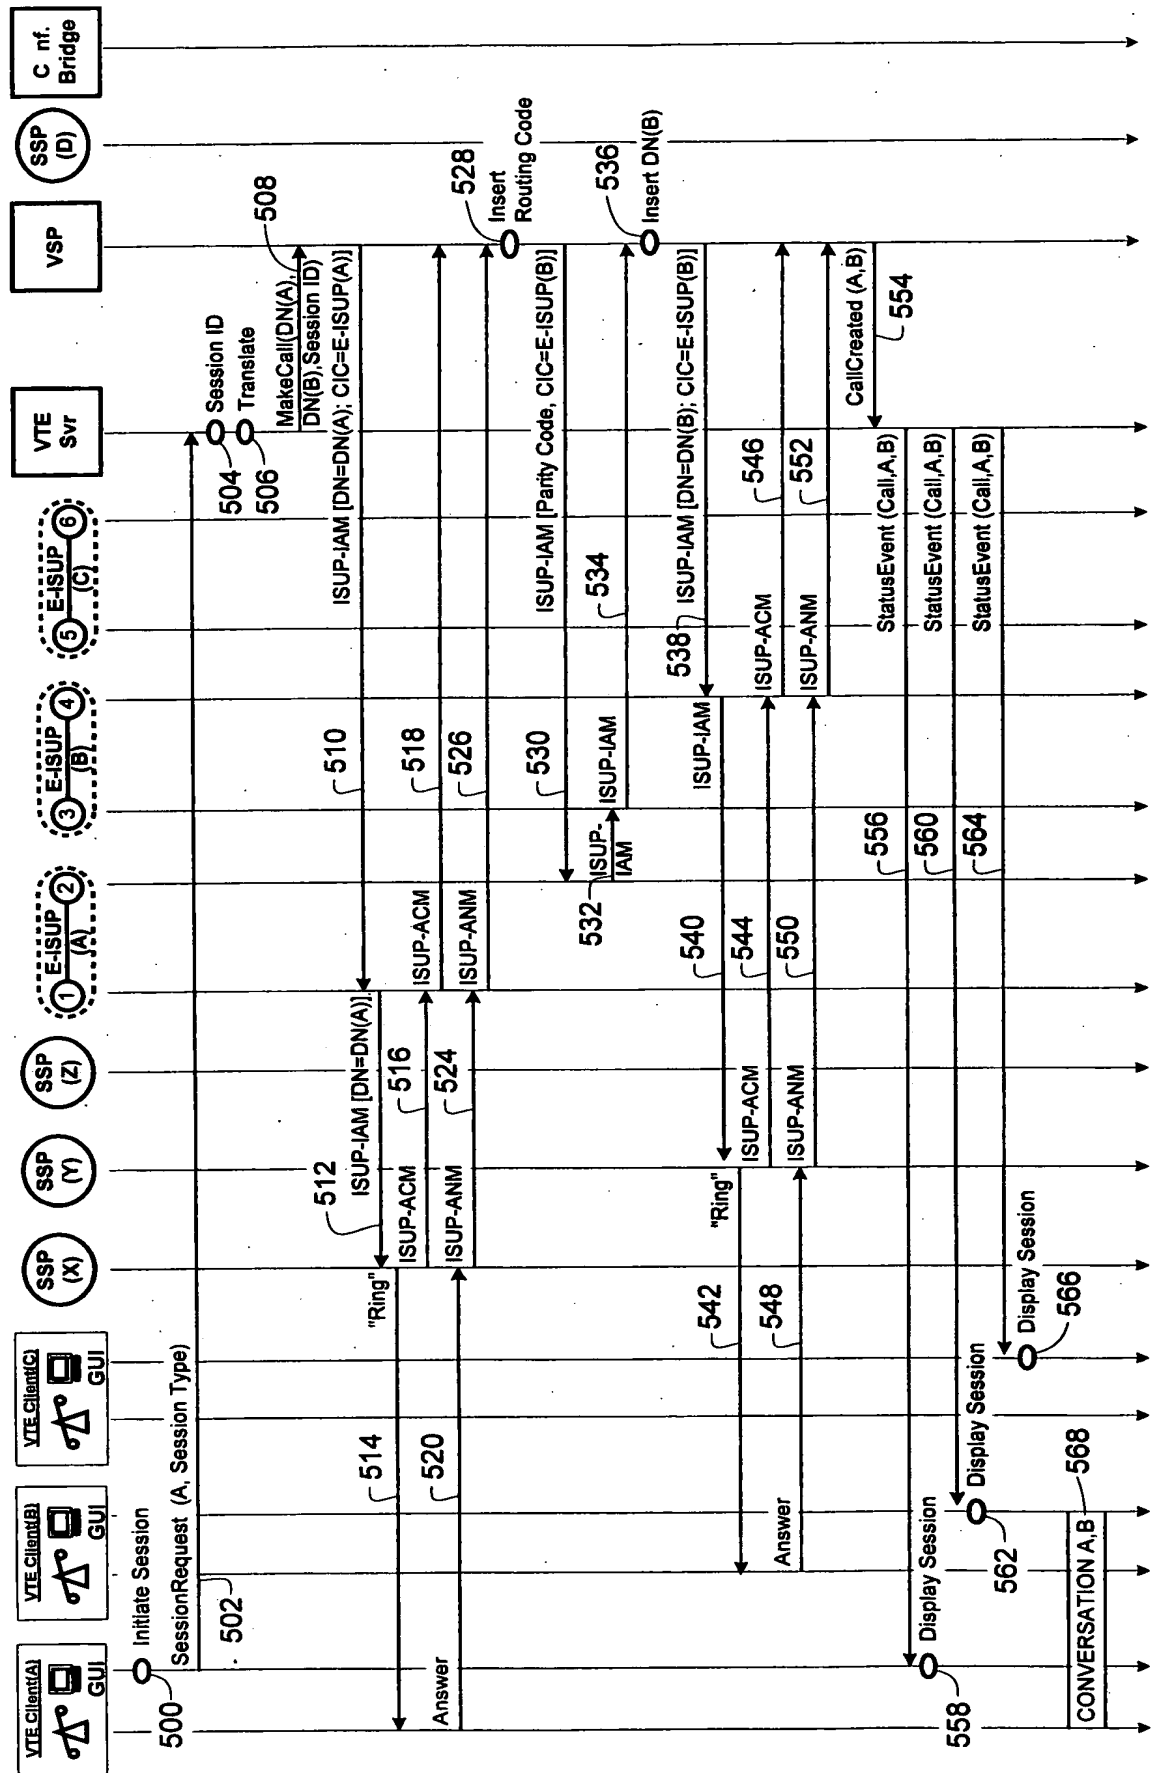 VTE Client(A)
GUI
VTE Client(B)
GUI
VTE Client(C)
GUI
SSP
(X)
SSP
(Y)
SSP
(Z)
1
E-ISUP
(A)
2
3
E-ISUP
(B)
4
5
E-ISUP
(C)
6
VTE
Svr
VSP
SSP
(D)
C nf.
Bridge
Initiate Session
500
SessionRequest (A, Session Type)
502
Session ID
504
Translate
506
MakeCall(DN(A),
DN(B),Session ID)
508
ISUP-IAM [DN=DN(A); CIC=E-ISUP(A)]
510
ISUP-IAM [DN=DN(A)]
512
"Ring"
514
ISUP-ACM
516
ISUP-ACM
518
Answer
520
ISUP-ANM
524
ISUP-ANM
526
528
Insert
Routing Code
ISUP-IAM [Parity Code, CIC=E-ISUP(B)]
530
ISUP-
IAM
532
ISUP-IAM
534
536
Insert DN(B)
ISUP-IAM [DN=DN(B); CIC=E-ISUP(B)]
538
ISUP-IAM
540
"Ring"
542
ISUP-ACM
544
ISUP-ACM
546
Answer
548
ISUP-ANM
550
ISUP-ANM
552
CallCreated (A,B)
554
StatusEvent (Call,A,B)
556
Display Session
558
StatusEvent (Call,A,B)
560
Display Session
562
StatusEvent (Call,A,B)
564
Display Session
566
CONVERSATION A,B
568